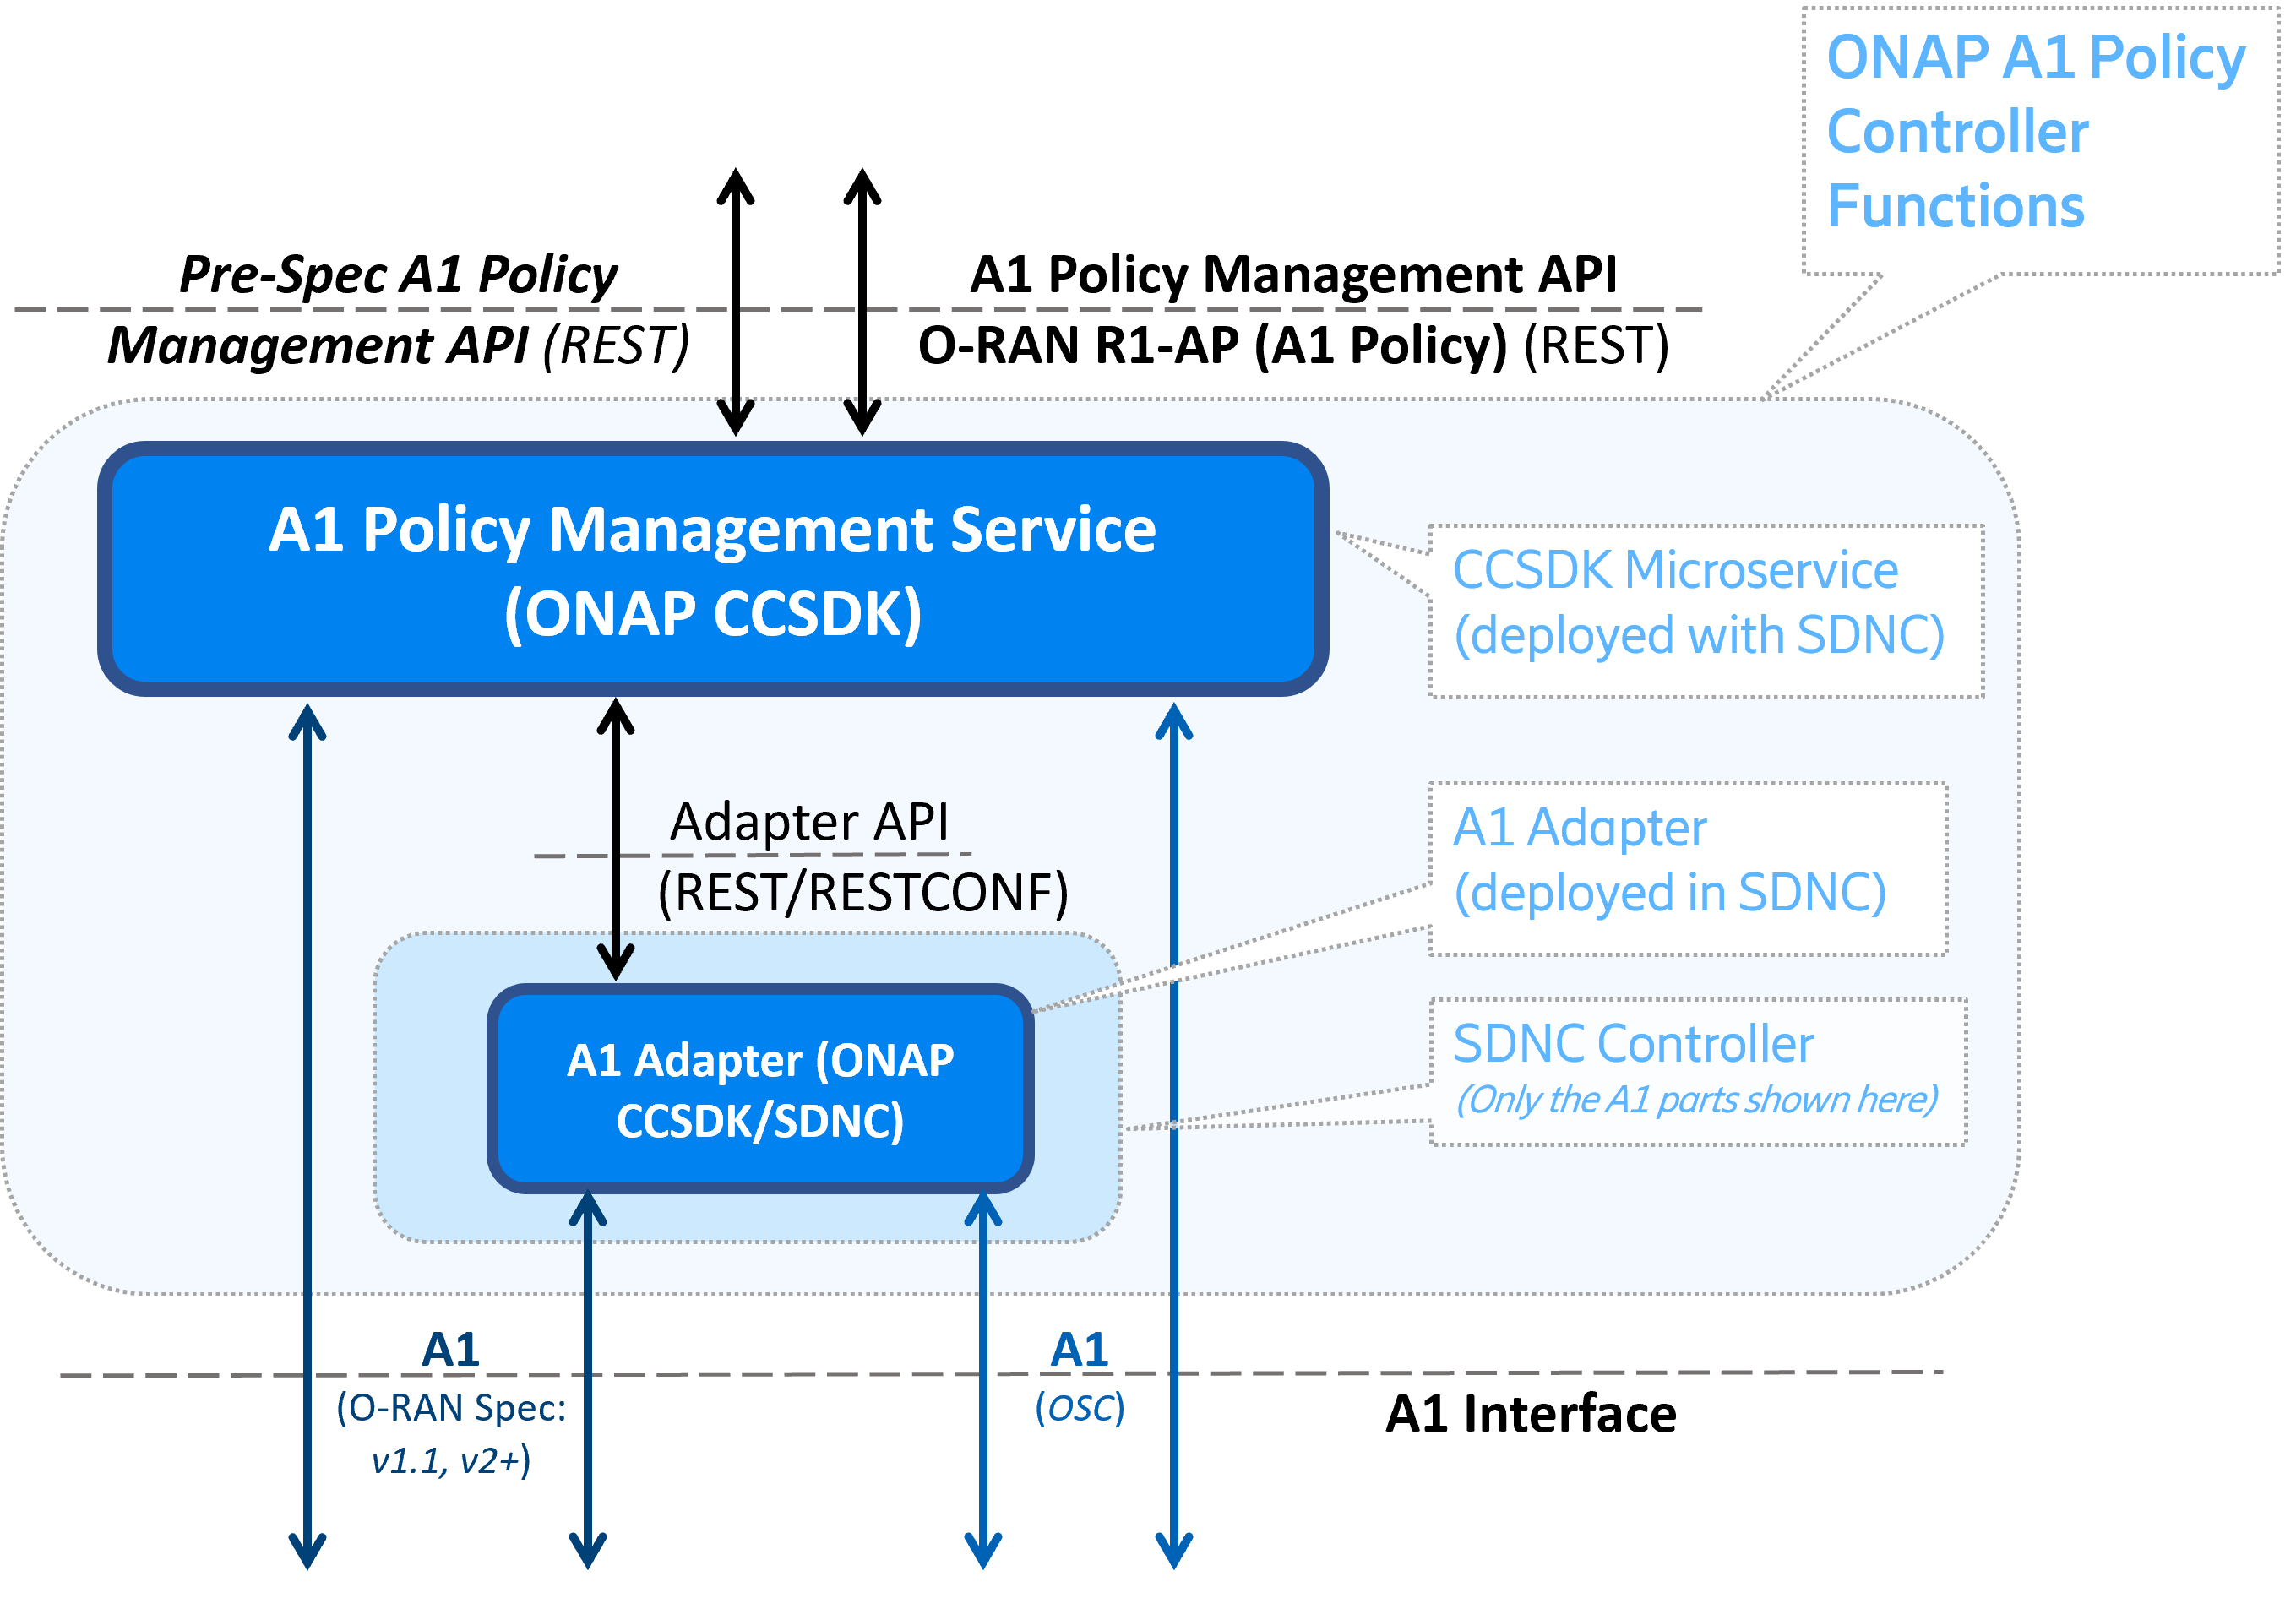 ONAP A1 Policy
Controller
Functions
Pre-Spec A1 Policy
Management API (REST)
A1 Policy Management API
O-RAN R1-AP (A1 Policy) (REST)
A1 Policy Management Service
(ONAP CCSDK)
CCSDK Microservice
(deployed with SDNC)
Adapter API
(REST/RESTCONF)
A1 Adapter
(deployed in SDNC)
A1 Adapter (ONAP
CCSDK/SDNC)
SDNC Controller
(Only the A1 parts shown here)
A1
(O-RAN Spec:
v1.1, v2+)
A1
(OSC)
A1 Interface